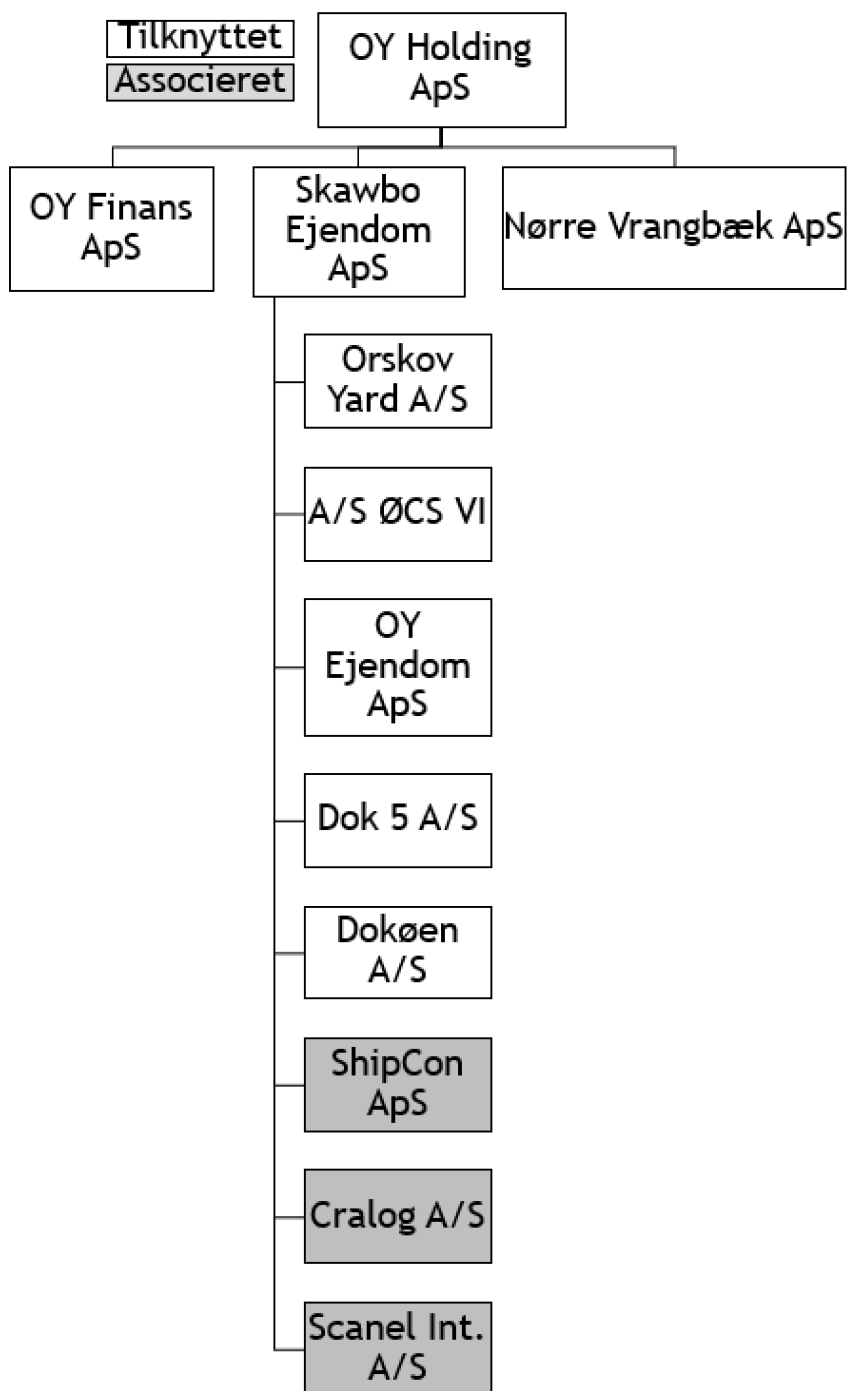 Tilknyttet
Associeret
OY Holding
ApS
OY Finans
ApS
Skawbo
Ejendom
ApS
Nørre Vrangbæk ApS
Orskov
Yard A/S
A/S ØCS VI
OY
Ejendom
ApS
Dok 5 A/S
Dokøen
A/S
ShipCon
ApS
Cralog A/S
Scanel Int.
A/S